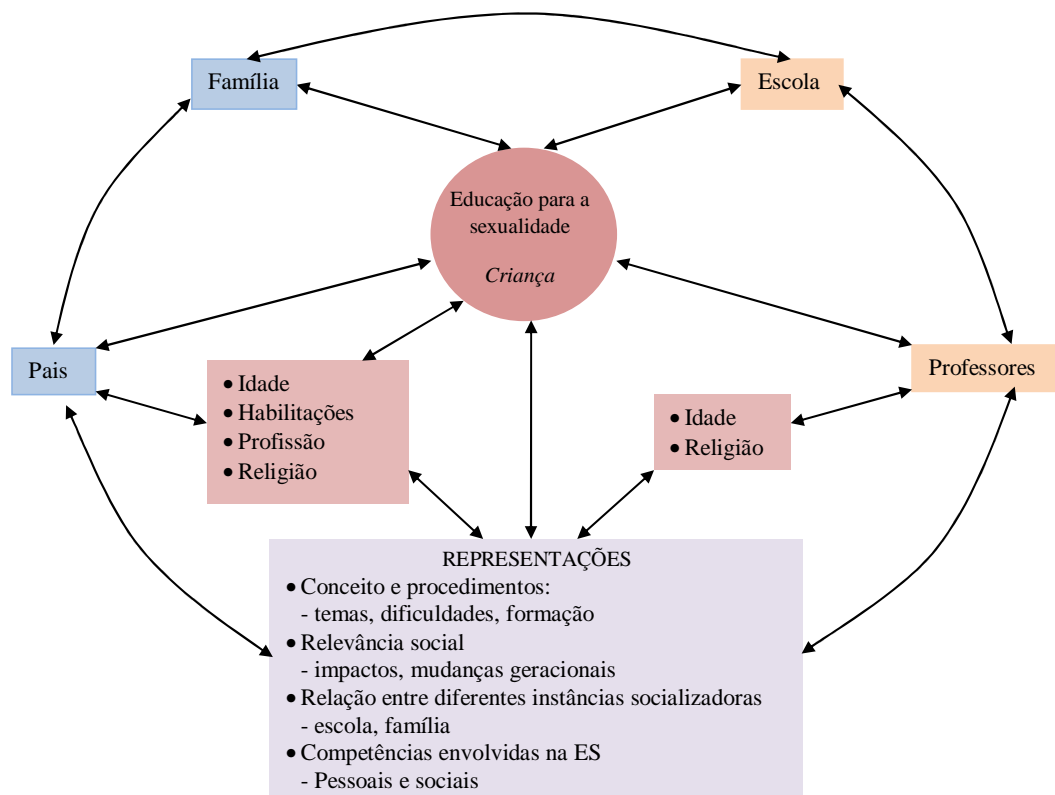 Família
Escola
Educação para a
sexualidade
Criança
Pais
Professores
• Idade
• Habilitações
• Profissão
• Religião
• Idade
• Religião
REPRESENTAÇÕES
• Conceito e procedimentos:
- temas, dificuldades, formação
• Relevância social
- impactos, mudanças geracionais
• Relação entre diferentes instâncias socializadoras
- escola, família
• Competências envolvidas na ES
- Pessoais e sociais